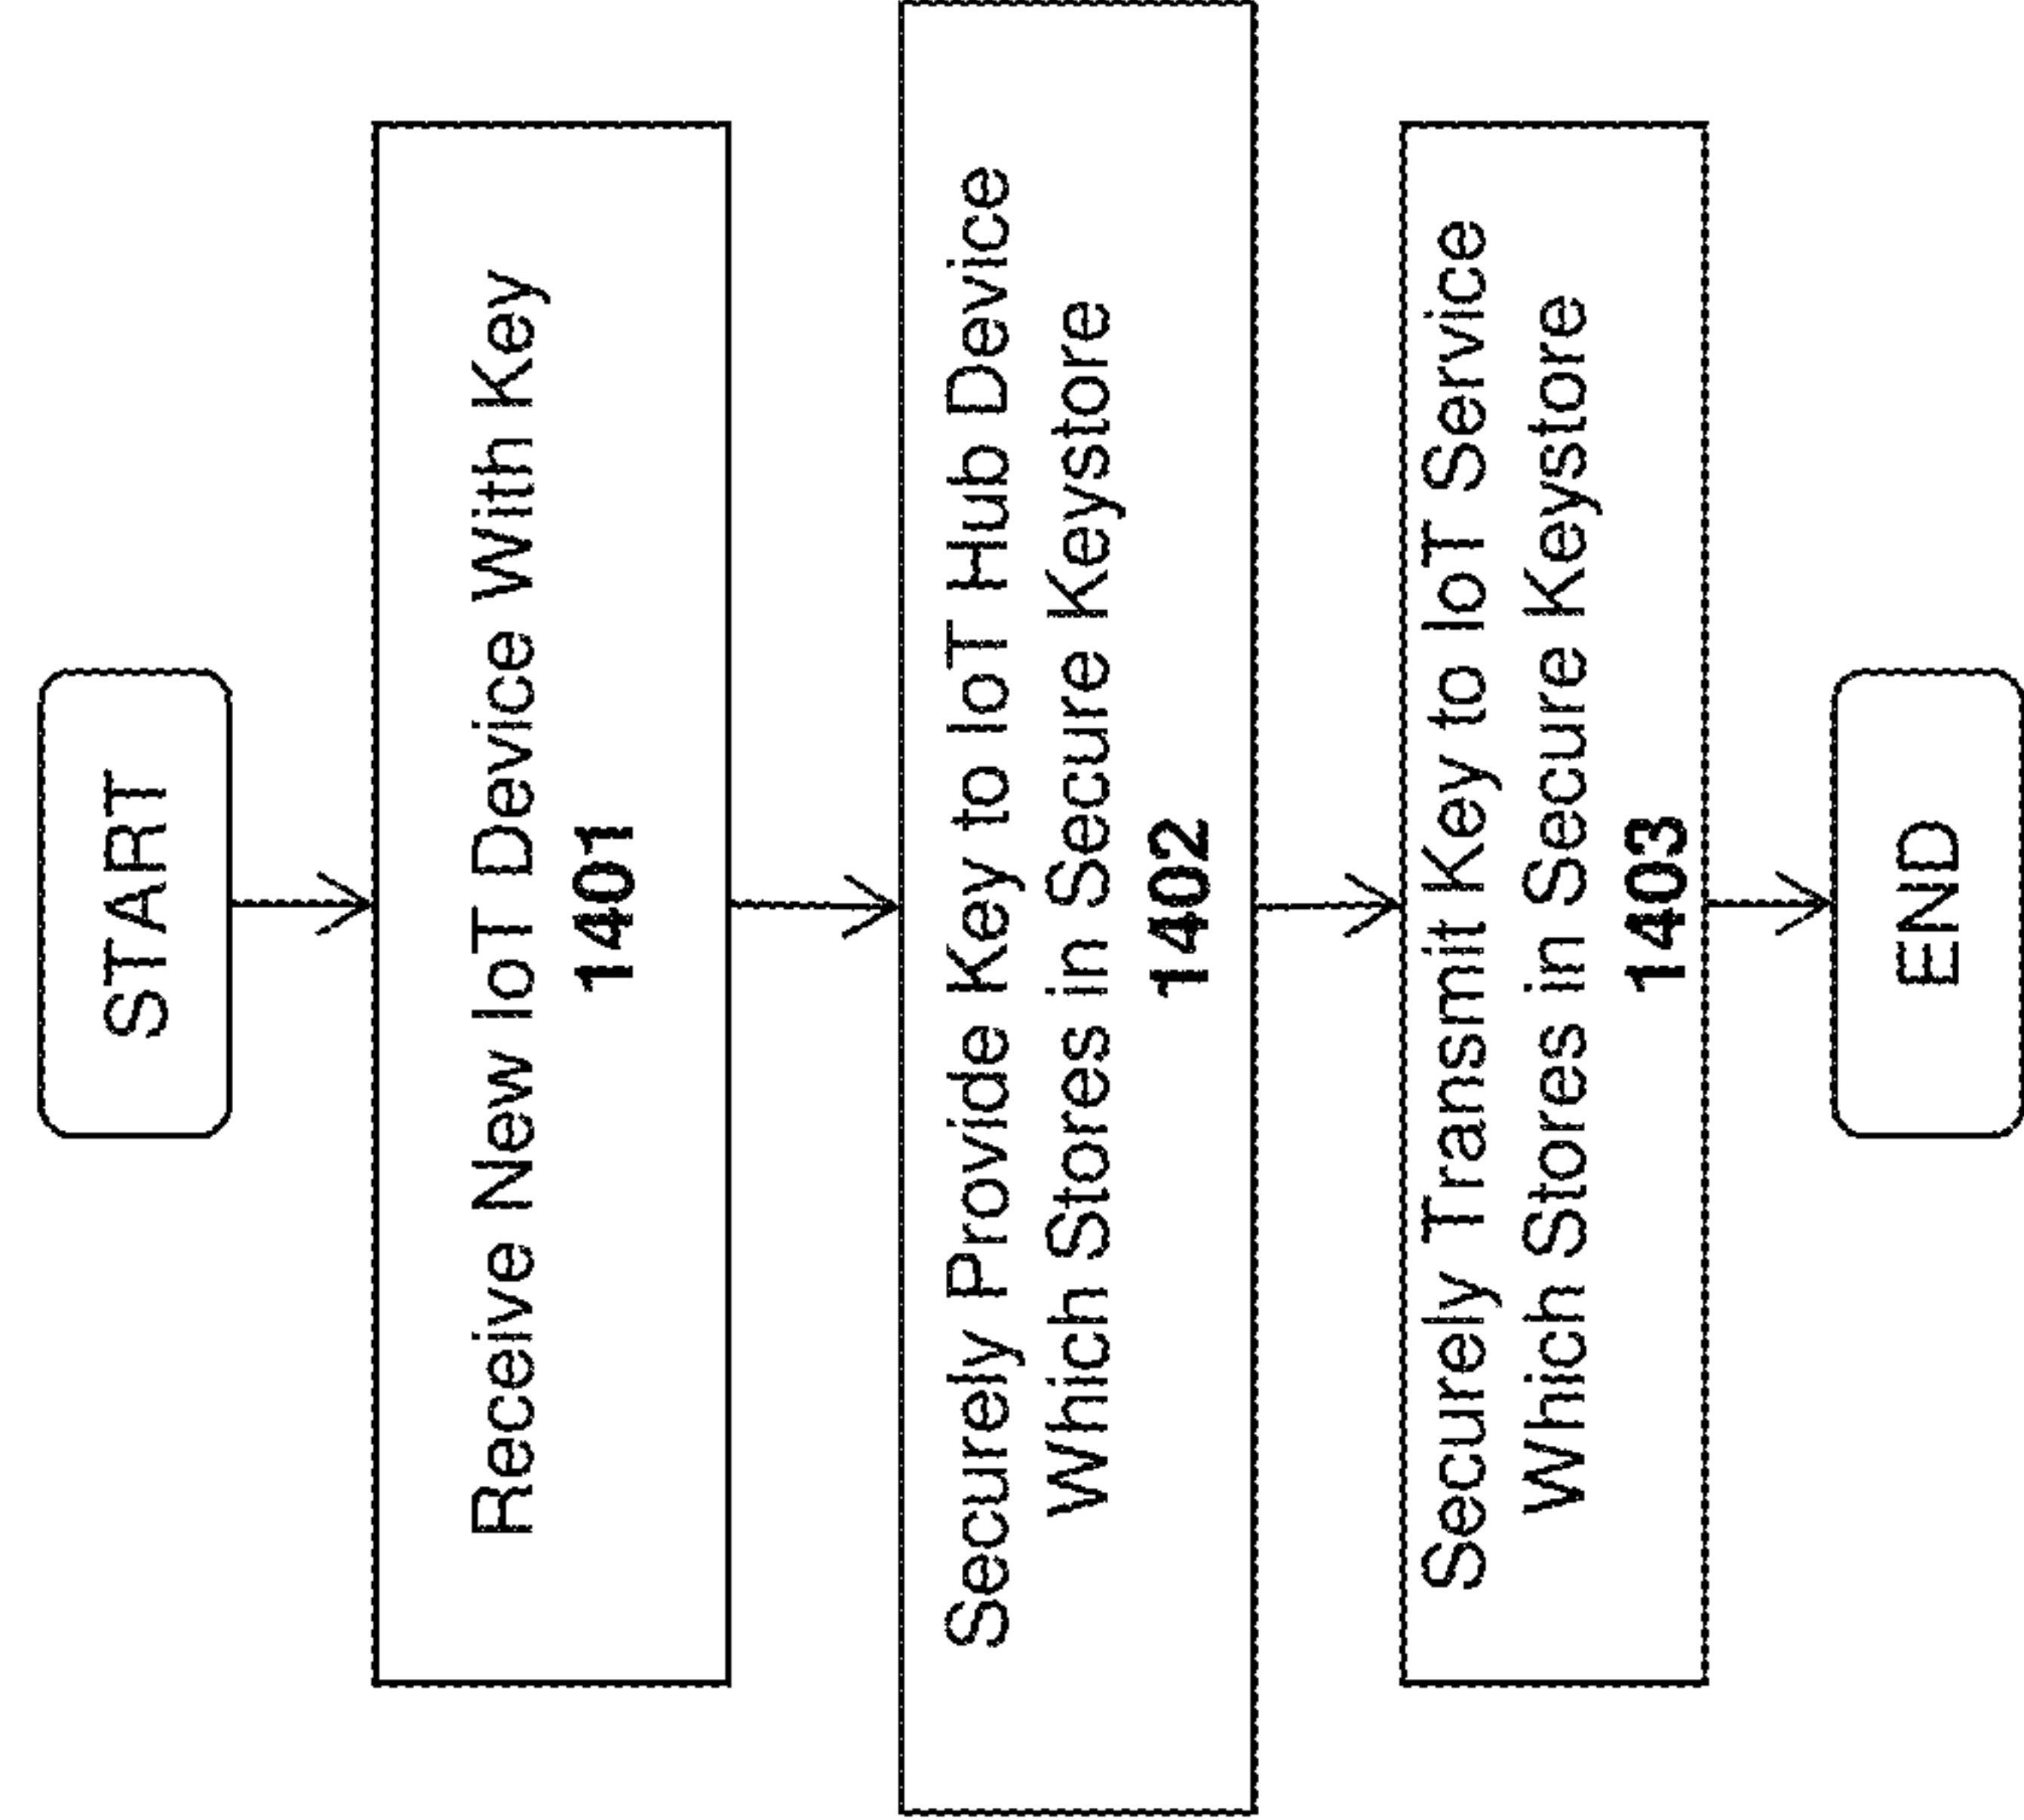 START
Receive New IoT Device With Key
1401
Securely Provide Key to IoT Hub Device
Which Stores in Secure Keystore
1402
Securely Transmit Key to IoT Service
Which Stores in Secure Keystore
1403
END